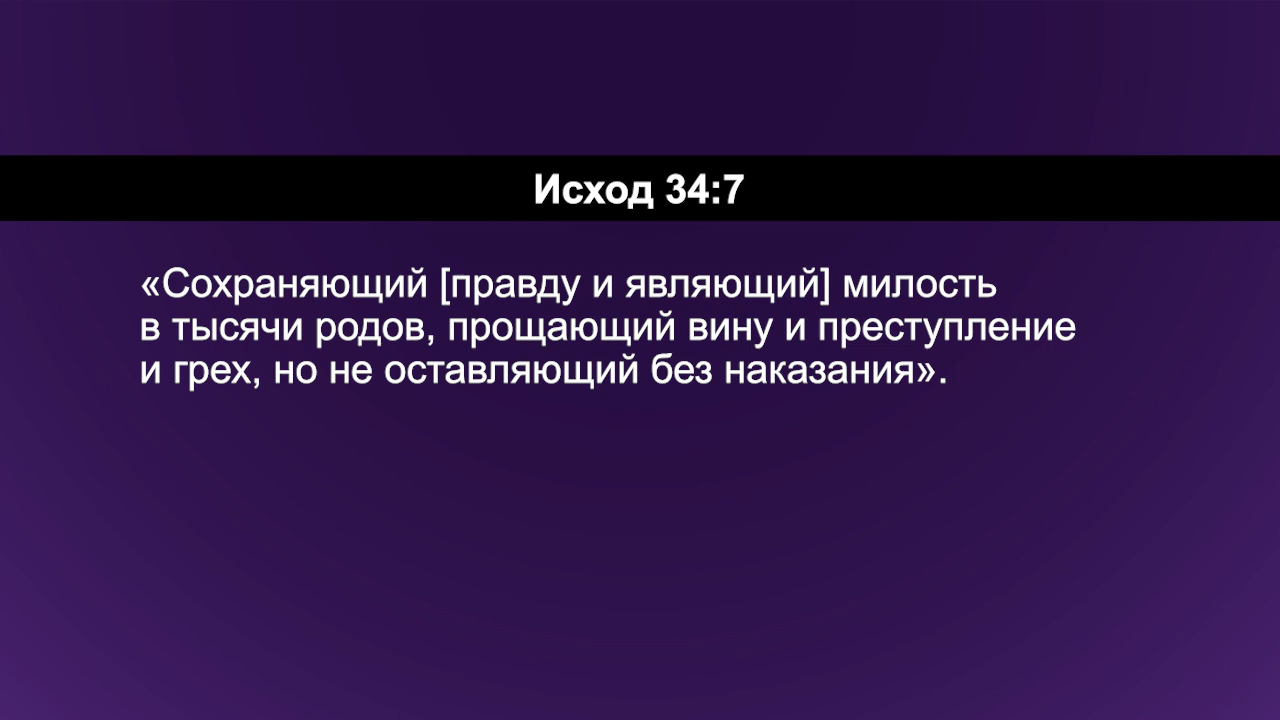 Исход 34:7
«Сохраняющий [правду и являющий] милость
в тысячи родов, прощающий вину и преступление
и грех, но не оставляющий без наказания».